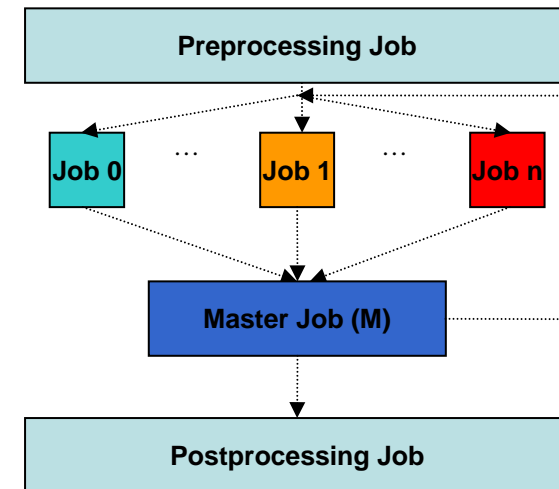 Preprocessing Job
... ...
Job 0 Job 1 Job n
Master Job (M)
Postprocessing Job